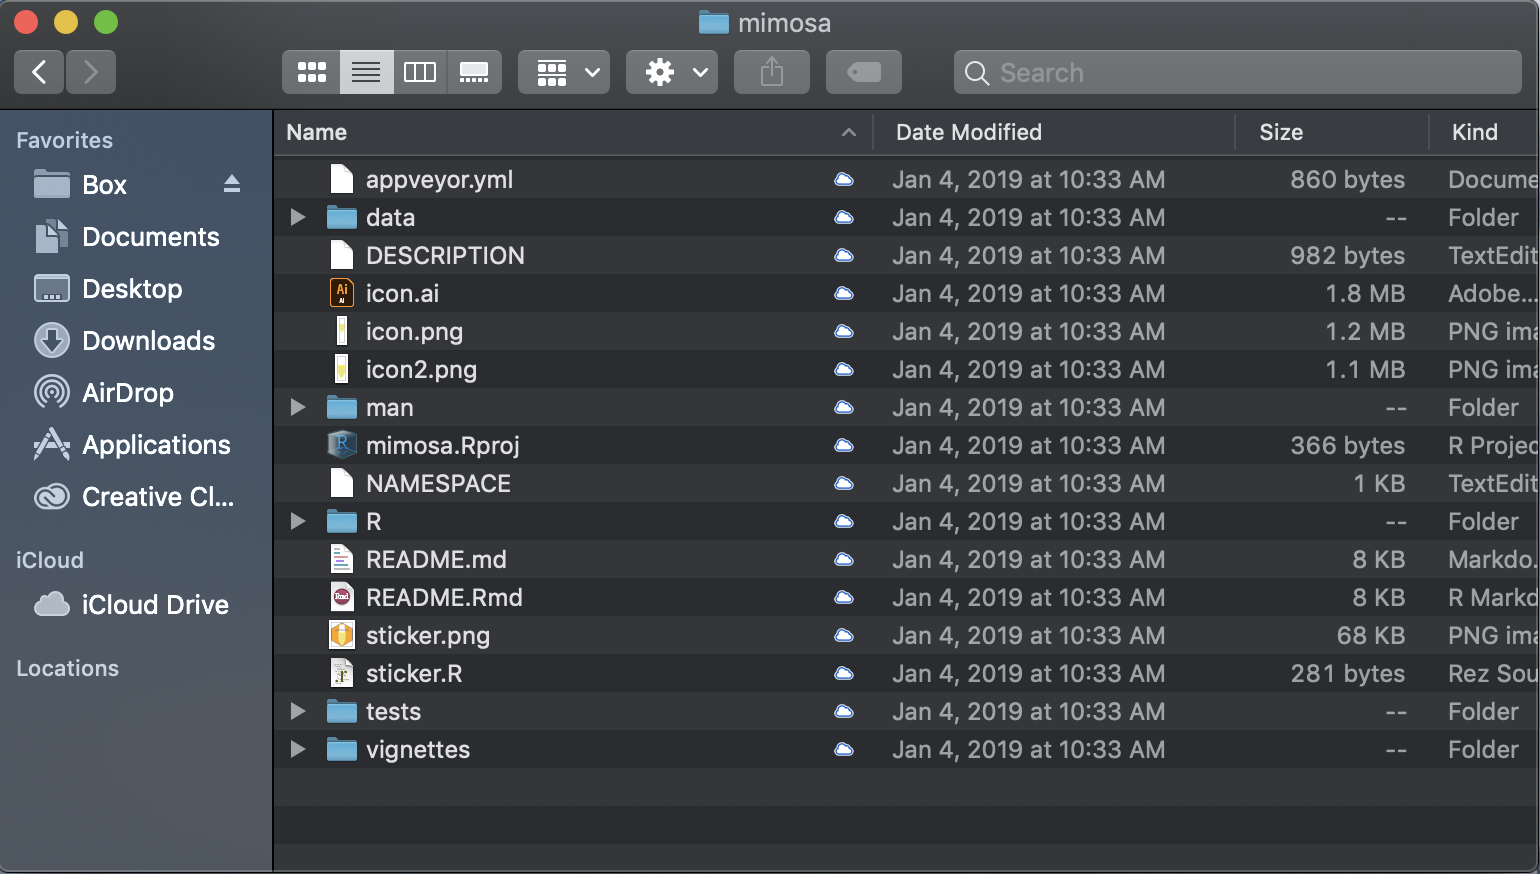 mimosa
Search
Favorites
Box
Documents
Desktop
Downloads
AirDrop
Applications
Creative Cl...
iCloud
iCloud Drive
Locations
Name Date Modified Size Kind
appveyor.yml Jan 4, 2019 at 10:33 AM 860 bytes Docume
data Jan 4, 2019 at 10:33 AM -- Folder
DESCRIPTION Jan 4, 2019 at 10:33 AM 982 bytes TextEdit
icon.ai Jan 4, 2019 at 10:33 AM 1.8 MB Adobe...
icon.png Jan 4, 2019 at 10:33 AM 1.2 MB PNG ima
icon2.png Jan 4, 2019 at 10:33 AM 1.1 MB PNG ima
man Jan 4, 2019 at 10:33 AM -- Folder
mimosa.Rproj Jan 4, 2019 at 10:33 AM 366 bytes R Projec
NAMESPACE Jan 4, 2019 at 10:33 AM 1 KB TextEdit
R Jan 4, 2019 at 10:33 AM -- Folder
README.md Jan 4, 2019 at 10:33 AM 8 KB Markdo.
README.Rmd Jan 4, 2019 at 10:33 AM 8 KB R Markd
sticker.png Jan 4, 2019 at 10:33 AM 68 KB PNG ima
sticker.R Jan 4, 2019 at 10:33 AM 281 bytes Rez Sou
tests Jan 4, 2019 at 10:33 AM -- Folder
vignettes Jan 4, 2019 at 10:33 AM -- Folder